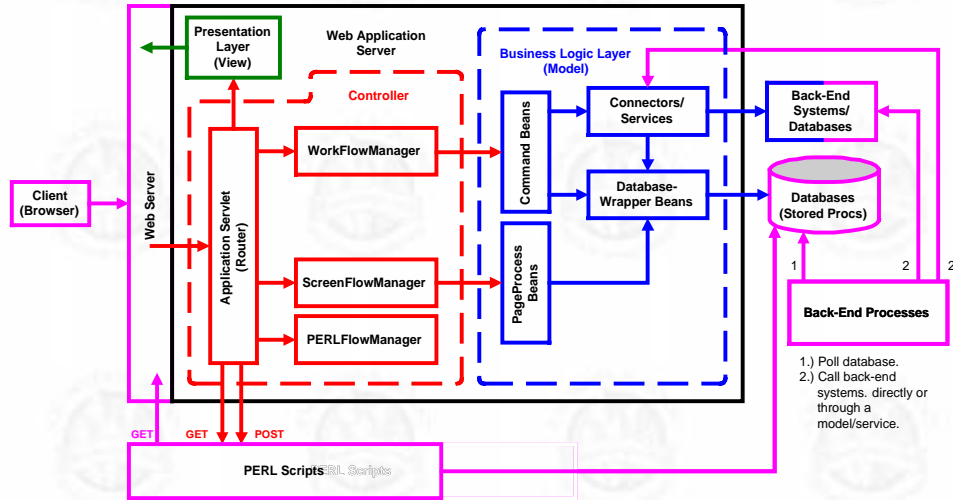 Presentation
Layer
(View)
Web Application
Server
Business Logic Layer
(Model)
Controller
Connectors/
Services
Back-End
Systems/
Databases
Command Beans
WorkFlowManager
Client
(Browser)
Web Server
Application Servlet
(Router)
Database-
Wrapper Beans
Databases
(Stored Procs)
ScreenFlowManager
PageProcess
Beans
1
2
2
PERLFlowManager
Back-End Processes
1.) Poll database.
2.) Call back-end
systems. directly or
through a
model/service.
GET
GET
POST
PERL Scripts
PERL Scripts